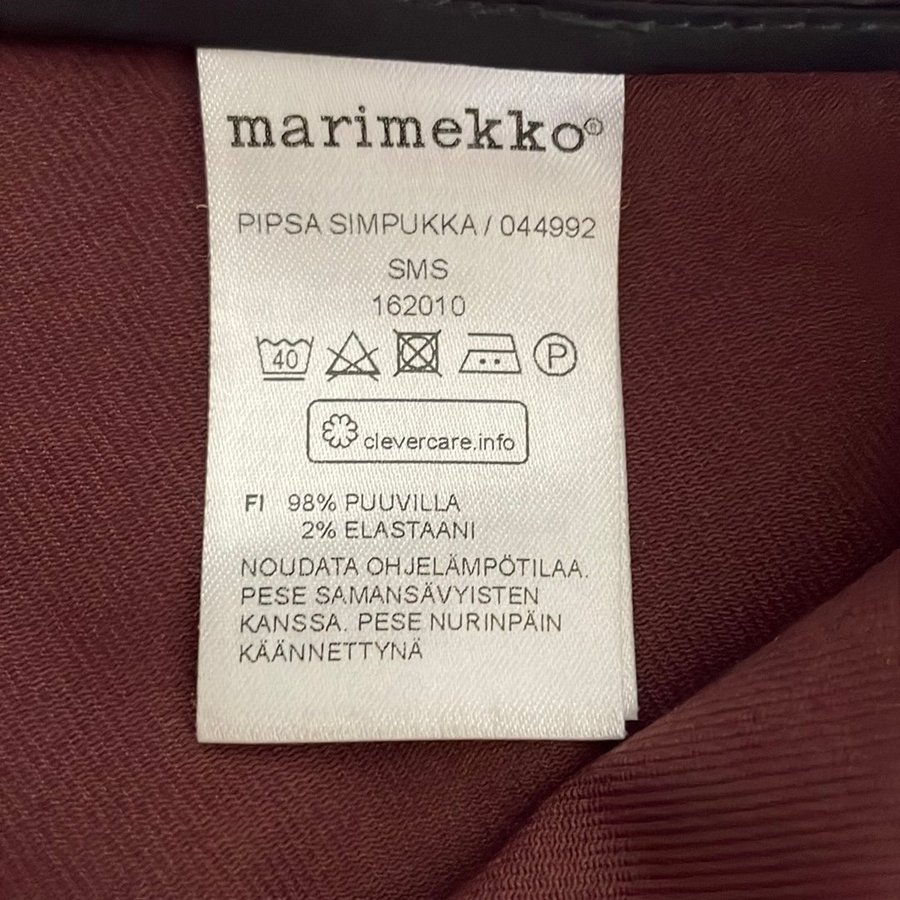 marimekko®
PIPSA SIMPUKKA / 044992
SMS
162010
40 P
clevercare.info
FI 98% PUUVILLA
2% ELASTAANI
NOUDATA OHJELÄMPÖTILAA.
PESE SAMANSÄVYISTEN
KANSSA. PESE NURINPÄIN
KÄÄNNETTYNÄ